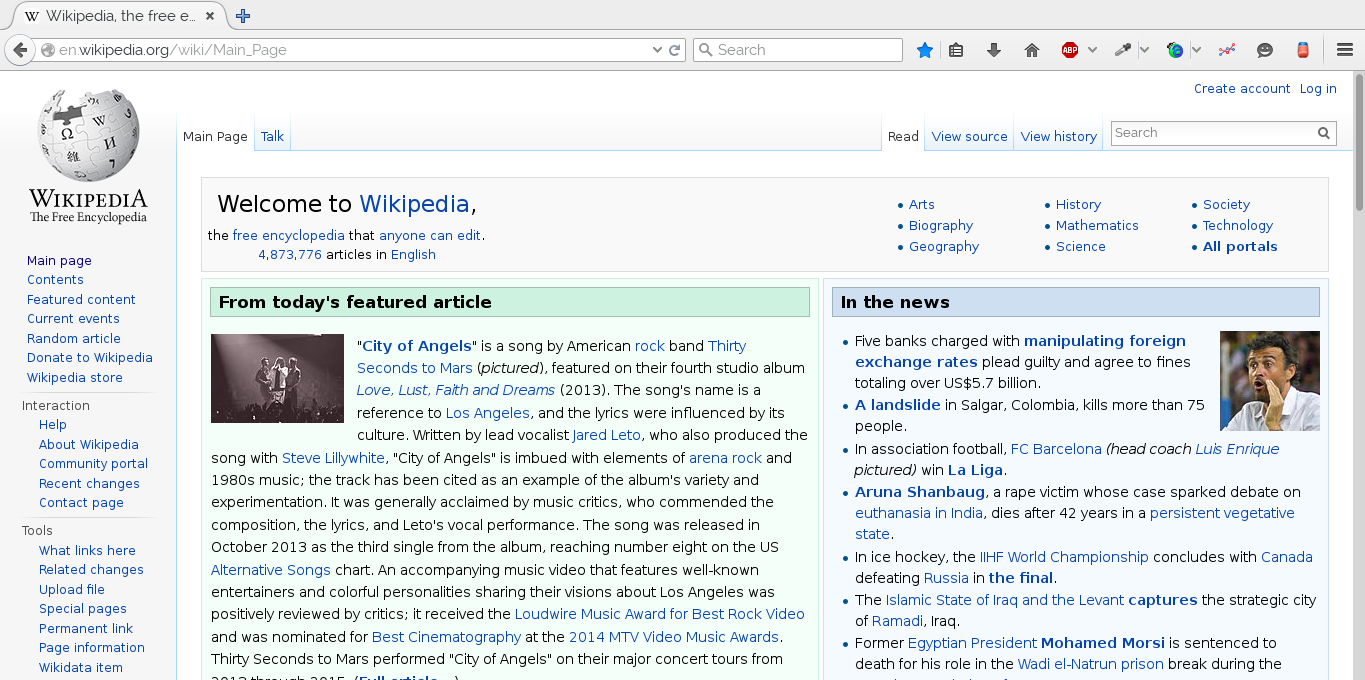 Wikipedia, the free e...
en.wikipedia.org/wiki/Main_Page
Search
ABP
Create account Log in
Main Page Talk
Read View source View history
Search
WIKIPEDIA
The Free Encyclopedia
Main page
Contents
Featured content
Current events
Random article
Donate to Wikipedia
Wikipedia store
Interaction
Help
About Wikipedia
Community portal
Recent changes
Contact page
Tools
What links here
Related changes
Upload file
Special pages
Permanent link
Page information
Wikidata item
Welcome to Wikipedia,
the free encyclopedia that anyone can edit.
4,873,776 articles in English
Arts
Biography
Geography
History
Mathematics
Science
Society
Technology
All portals
From today's featured article
"City of Angels" is a song by American rock band Thirty
Seconds to Mars (pictured), featured on their fourth studio album
Love, Lust, Faith and Dreams (2013). The song's name is a
reference to Los Angeles, and the lyrics were influenced by its
culture. Written by lead vocalist Jared Leto, who also produced the
song with Steve Lillywhite, "City of Angels" is imbued with elements of arena rock and
1980s music; the track has been cited as an example of the album's variety and
experimentation. It was generally acclaimed by music critics, who commended the
composition, the lyrics, and Leto's vocal performance. The song was released in
October 2013 as the third single from the album, reaching number eight on the US
Alternative Songs chart. An accompanying music video that features well-known
entertainers and colorful personalities sharing their visions about Los Angeles was
positively reviewed by critics; it received the Loudwire Music Award for Best Rock Video
and was nominated for Best Cinematography at the 2014 MTV Video Music Awards.
Thirty Seconds to Mars performed "City of Angels" on their major concert tours from
2013 through 2015. (Full article...)
In the news
Five banks charged with manipulating foreign
exchange rates plead guilty and agree to fines
totaling over US$5.7 billion.
A landslide in Salgar, Colombia, kills more than 75
people.
In association football, FC Barcelona (head coach Luis Enrique
pictured) win La Liga.
Aruna Shanbaug, a rape victim whose case sparked debate on
euthanasia in India, dies after 42 years in a persistent vegetative
state.
In ice hockey, the IIHF World Championship concludes with Canada
defeating Russia in the final.
The Islamic State of Iraq and the Levant captures the strategic city
of Ramadi, Iraq.
Former Egyptian President Mohamed Morsi is sentenced to
death for his role in the Wadi el-Natrun prison break during the